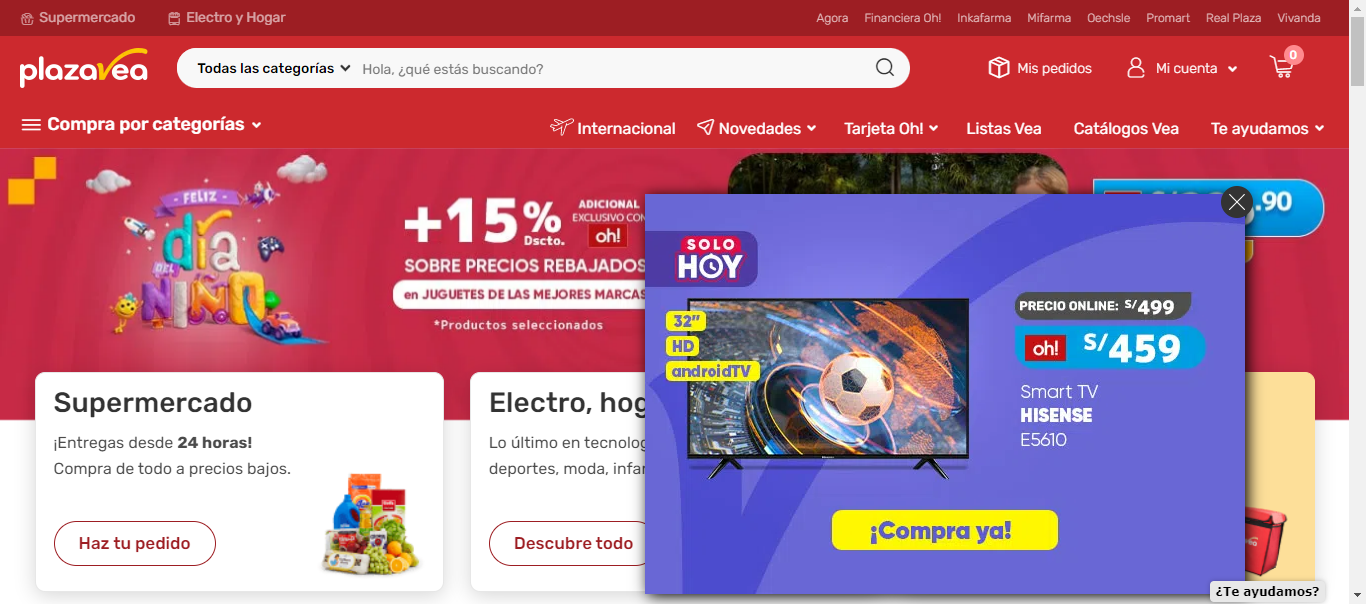 Supermercado
Electro y Hogar
Agora
Financiera Oh!
Inkafarma
Mifarma
Oechsle
Promart
Real Plaza
Vivanda
plazavea
Todas las categorías
Hola, ¿qué estás buscando?
Mis pedidos
Mi cuenta
0
Compra por categorías
Internacional
Novedades
Tarjeta Oh!
Listas Vea
Catálogos Vea
Te ayudamos
FELIZ
día
DEL
NIÑO
+15%
Dscto.
ADICIONAL
EXCLUSIVO CON
oh!
SOBRE PRECIOS REBAJADOS
en JUGUETES DE LAS MEJORES MARCAS
*Productos seleccionados
.90
SOLO
HOY
32"
HD
androidTV
PRECIO ONLINE: S/499
oh! S/459
Smart TV
HISENSE
E5610
¡Compra ya!
Supermercado
¡Entregas desde 24 horas!
Compra de todo a precios bajos.
Haz tu pedido
Electro, hog
Lo último en tecnolog
deportes, moda, infan
Descubre todo
¿Te ayudamos?